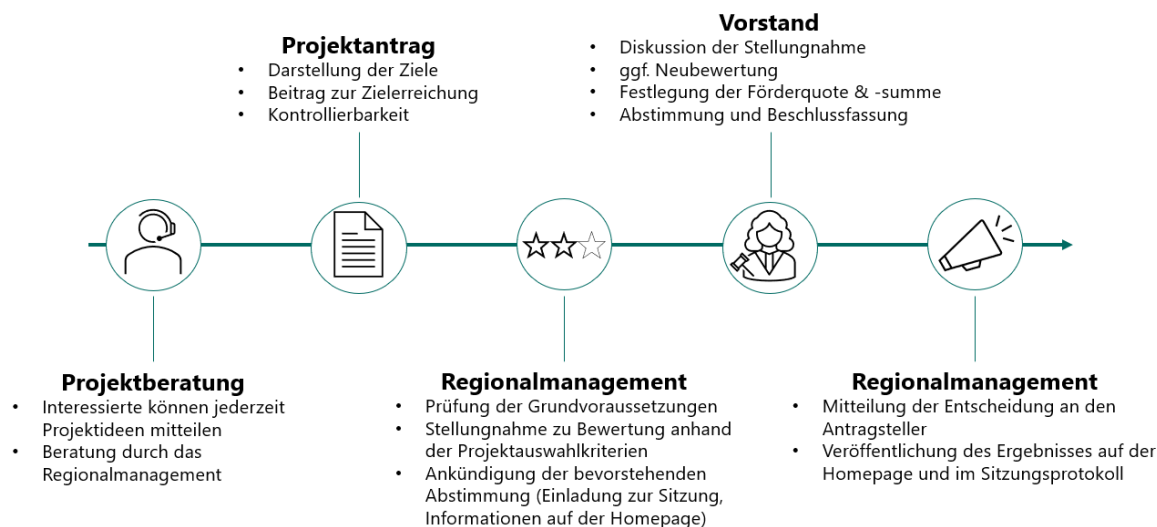 Projektberatung
• Interessierte können jederzeit
Projektideen mitteilen
• Beratung durch das
Regionalmanagement
Projektantrag
• Darstellung der Ziele
• Beitrag zur Zielerreichung
• Kontrollierbarkeit
Regionalmanagement
• Prüfung der Grundvoraussetzungen
• Stellungnahme zu Bewertung anhand
der Projektauswahlkriterien
• Ankündigung der bevorstehenden
Abstimmung (Einladung zur Sitzung,
Informationen auf der Homepage)
Vorstand
• Diskussion der Stellungnahme
• ggf. Neubewertung
• Festlegung der Förderquote & -summe
• Abstimmung und Beschlussfassung
Regionalmanagement
• Mitteilung der Entscheidung an den
Antragsteller
• Veröffentlichung des Ergebnisses auf der
Homepage und im Sitzungsprotokoll